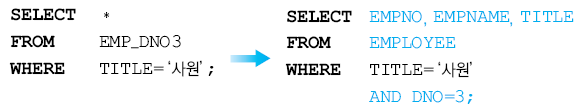 SELECT *
FROM EMP_DNO3
WHERE TITLE='사원';
SELECT EMPNO, EMPNAME, TITLE
FROM EMPLOYEE
WHERE TITLE='사원'
AND DNO=3;